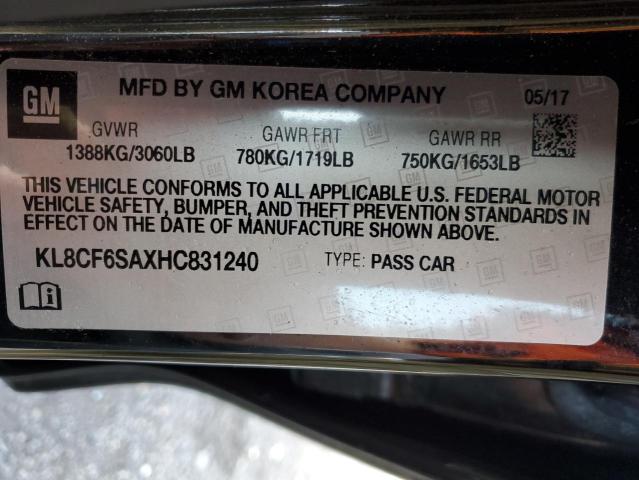 GM MFD BY GM KOREA COMPANY 05/17
GVWR GAWR FRT GAWR RR
1388KG/3060LB 780KG/1719LB 750KG/1653LB
THIS VEHICLE CONFORMS TO ALL APPLICABLE U.S. FEDERAL MOTOR
VEHICLE SAFETY, BUMPER, AND THEFT PREVENTION STANDARDS IN
EFFECT ON THE DATE OF MANUFACTURE SHOWN ABOVE.
KL8CF6SAXHC831240 TYPE: PASS CAR